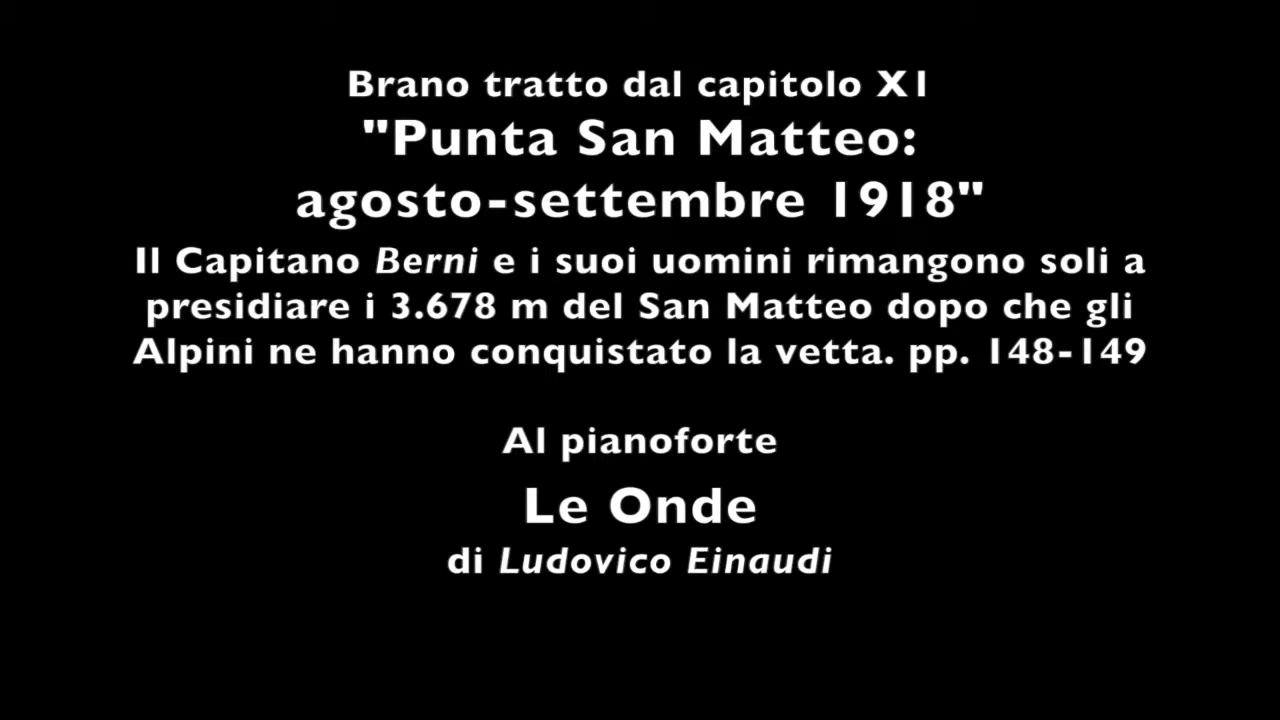 Brano tratto dal capitolo X1
"Punta San Matteo:
agosto-settembre 1918"
Il Capitano Berni e i suoi uomini rimangono soli a
presidiare i 3.678 m del San Matteo dopo che gli
Alpini ne hanno conquistato la vetta. pp. 148-149
Al pianoforte
Le Onde
di Ludovico Einaudi